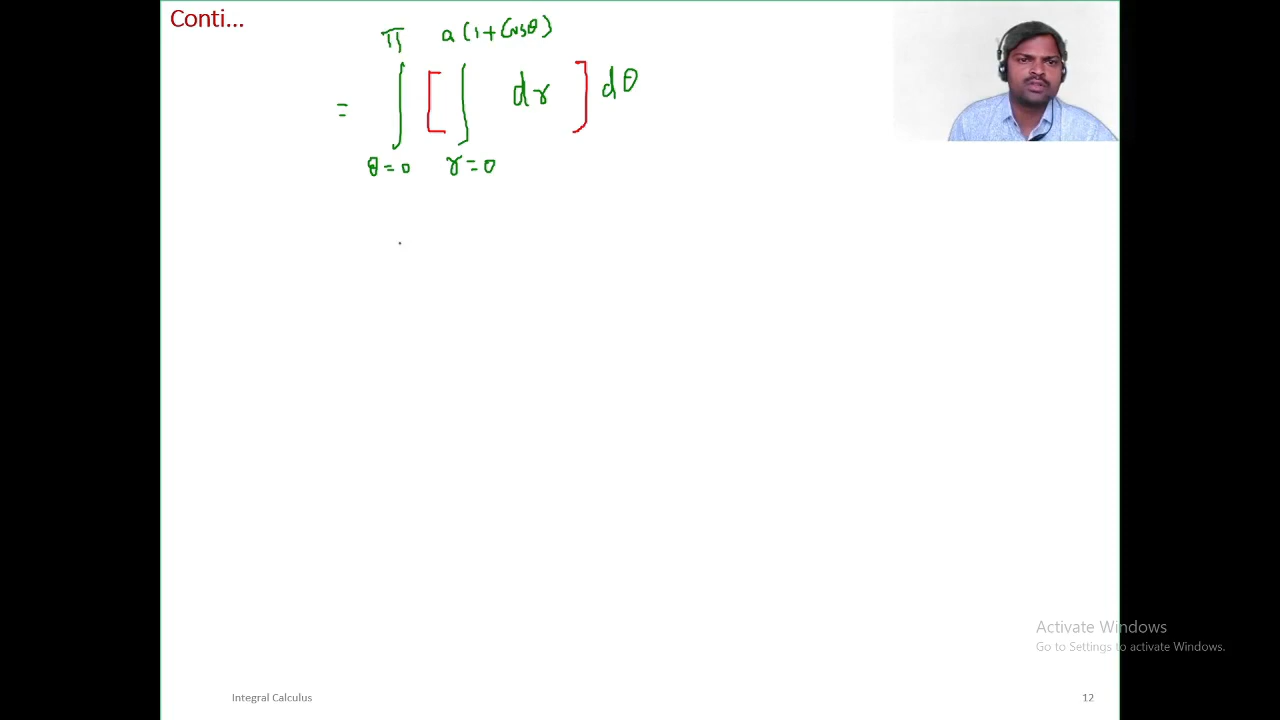 Conti...
π a(1+Cosθ)
= ∫ [ ∫ dr ] dθ
θ=0 r=0
Activate Windows
Go to Settings to activate Windows.
Integral Calculus 12